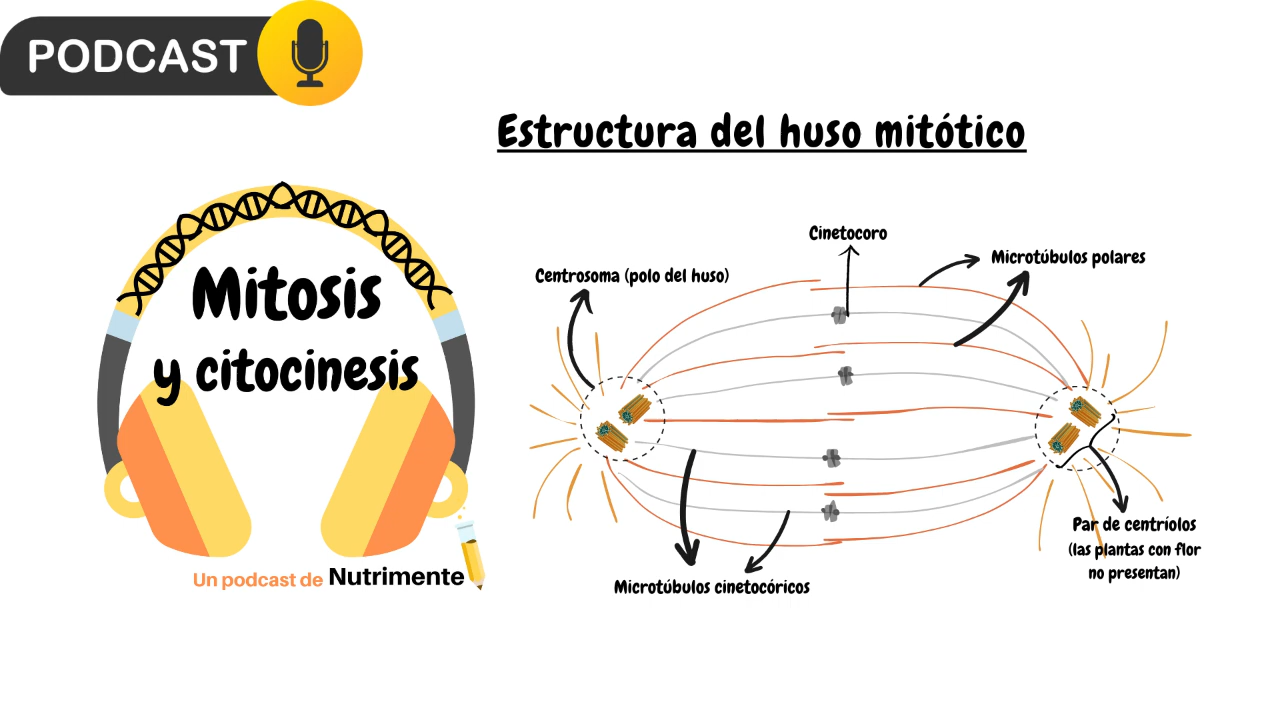 PODCAST
Estructura del huso mitótico
Mitosis
y citocinesis
Un podcast de Nutrimente
Cinetocoro
Microtúbulos polares
Centrosoma (polo del huso)
Par de centríolos
(las plantas con flor
no presentan)
Microtúbulos cinetocóricos